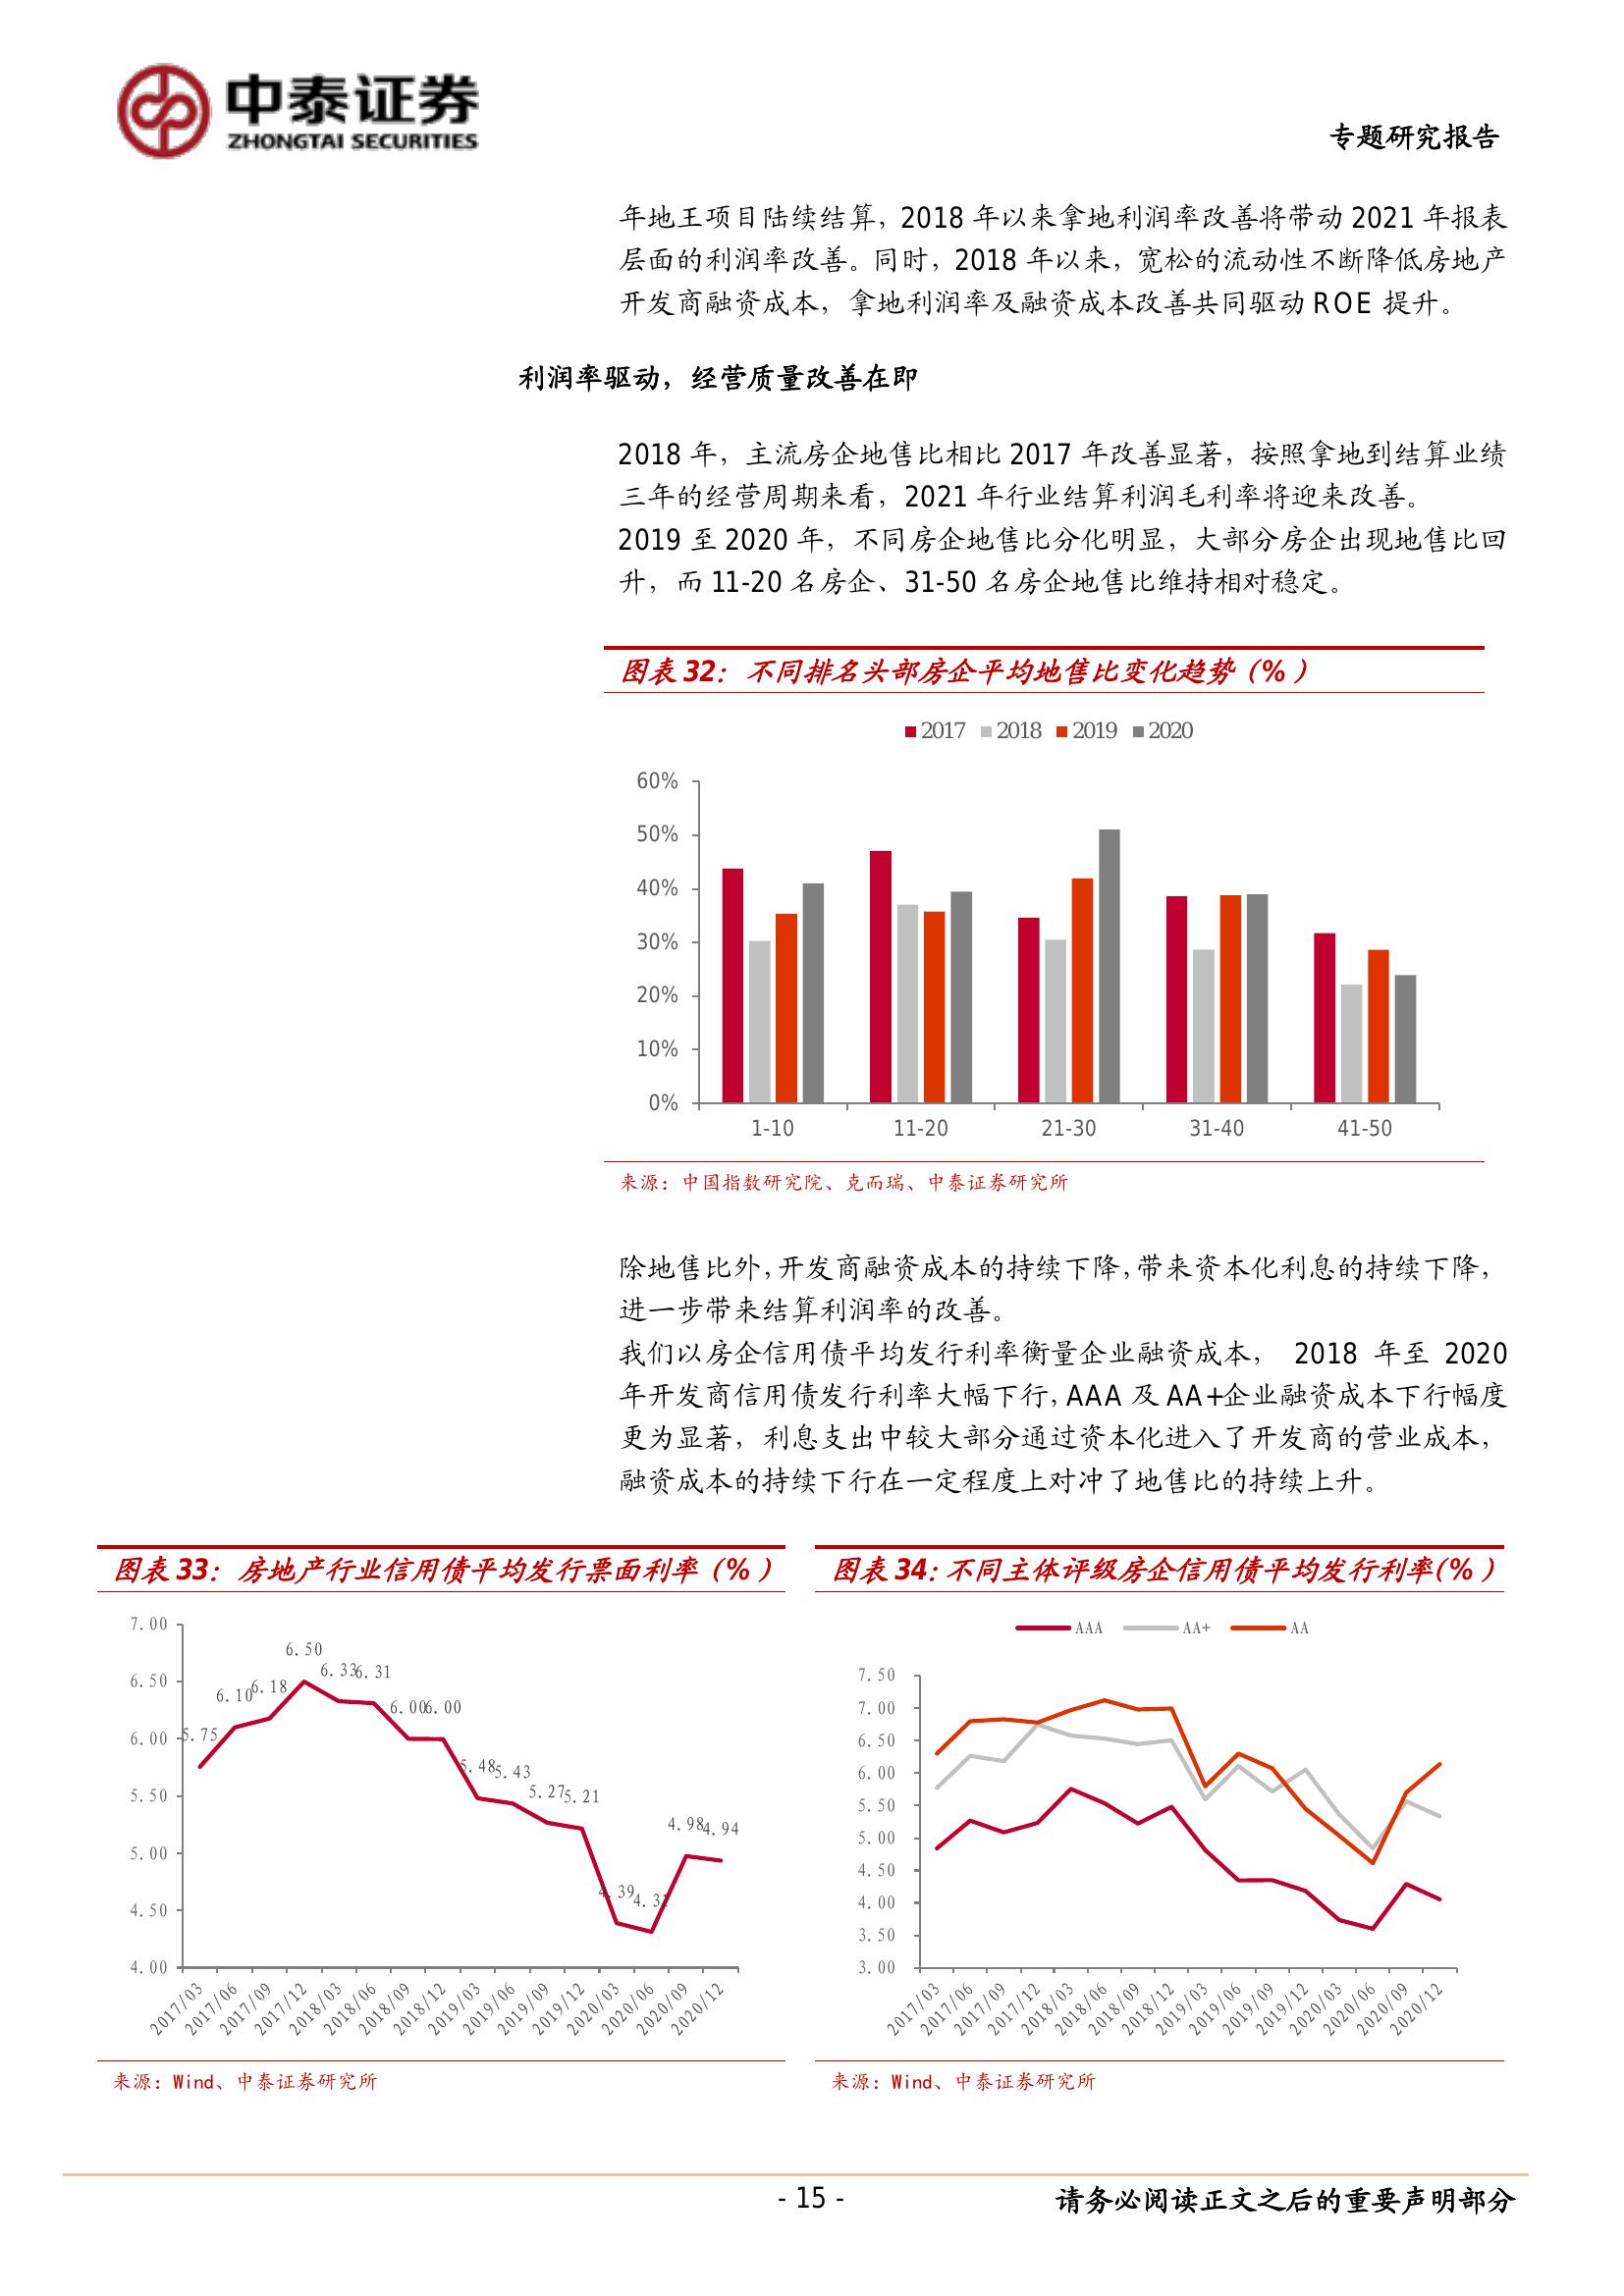 中泰证券
ZHONGTAI SECURITIES
专题研究报告
年地王项目陆续结算，2018 年以来拿地利润率改善将带动 2021 年报表
层面的利润率改善。同时，2018 年以来，宽松的流动性不断降低房地产
开发商融资成本，拿地利润率及融资成本改善共同驱动 ROE 提升。
利润率驱动，经营质量改善在即
2018 年，主流房企地售比相比 2017 年改善显著，按照拿地到结算业绩
三年的经营周期来看，2021 年行业结算利润毛利率将迎来改善。
2019 至 2020 年，不同房企地售比分化明显，大部分房企出现地售比回
升，而 11-20 名房企、31-50 名房企地售比维持相对稳定。
图表 32：不同排名头部房企平均地售比变化趋势（%）
2017 2018 2019 2020
60%
50%
40%
30%
20%
10%
0%
1-10 11-20 21-30 31-40 41-50
来源：中国指数研究院、克而瑞、中泰证券研究所
除地售比外，开发商融资成本的持续下降，带来资本化利息的持续下降，
进一步带来结算利润率的改善。
我们以房企信用债平均发行利率衡量企业融资成本， 2018 年至 2020
年开发商信用债发行利率大幅下行，AAA 及 AA+企业融资成本下行幅度
更为显著，利息支出中较大部分通过资本化进入了开发商的营业成本，
融资成本的持续下行在一定程度上对冲了地售比的持续上升。
图表 33：房地产行业信用债平均发行票面利率（%）
7.00
6.50
6.00
5.50
5.00
4.50
4.00
5.75 6.10 6.18 6.50 6.33 6.31 6.00 6.00 5.48 5.43 5.27 5.21 4.39 4.31 4.98 4.94
2017/03 2017/06 2017/09 2017/12 2018/03 2018/06 2018/09 2018/12 2019/03 2019/06 2019/09 2019/12 2020/03 2020/06 2020/09 2020/12
来源：Wind、中泰证券研究所
图表 34：不同主体评级房企信用债平均发行利率(%）
AAA AA+ AA
7.50
7.00
6.50
6.00
5.50
5.00
4.50
4.00
3.50
3.00
2017/03 2017/06 2017/09 2017/12 2018/03 2018/06 2018/09 2018/12 2019/03 2019/06 2019/09 2019/12 2020/03 2020/06 2020/09 2020/12
来源：Wind、中泰证券研究所
- 15 -
请务必阅读正文之后的重要声明部分